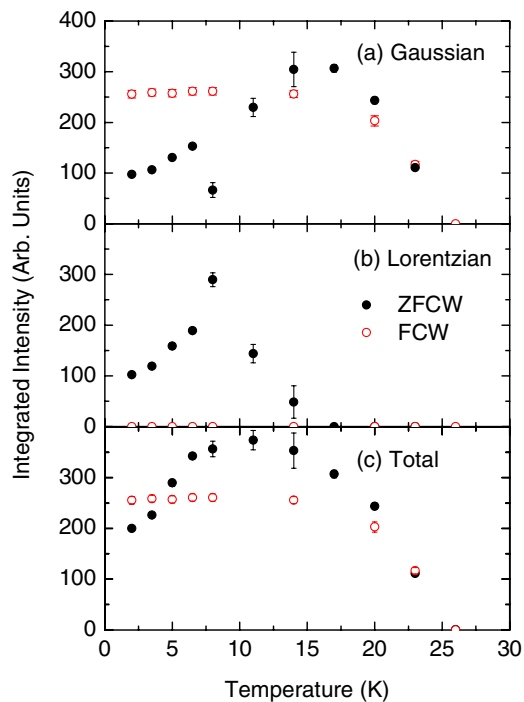 400
300
200
100
0
(a) Gaussian
300
200
100
0
(b) Lorentzian
ZFCW
FCW
300
200
100
0
(c) Total
0 5 10 15 20 25 30
Temperature (K)
Integrated Intensity (Arb. Units)